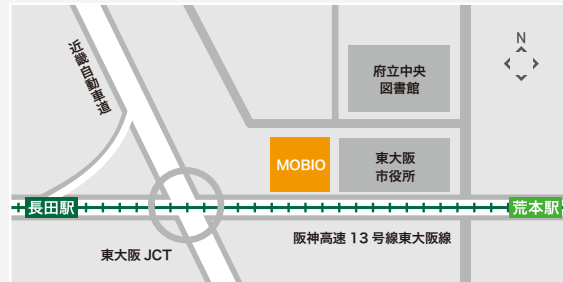 近畿自動車道
N
府立中央
図書館
MOBIO
東大阪
市役所
長田駅
荒本駅
阪神高速 13 号線東大阪線
東大阪 JCT